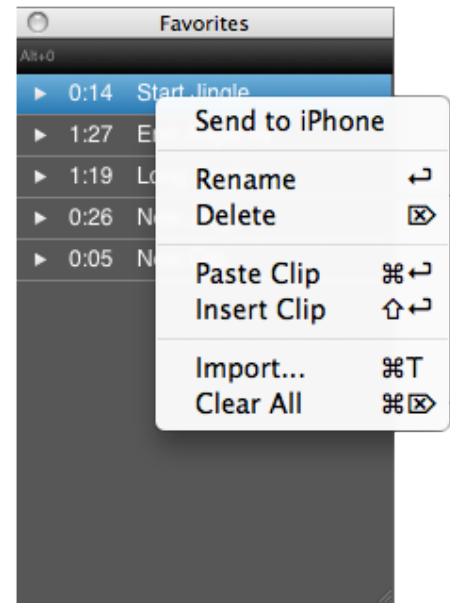 Favorites
Alt+0
0:14 Start Jingle
1:27
1:19
0:26
0:05
Send to iPhone
Rename ↩
Delete ⌦
Paste Clip ⌘↩
Insert Clip ⇧↩
Import... ⌘T
Clear All ⌘⌦